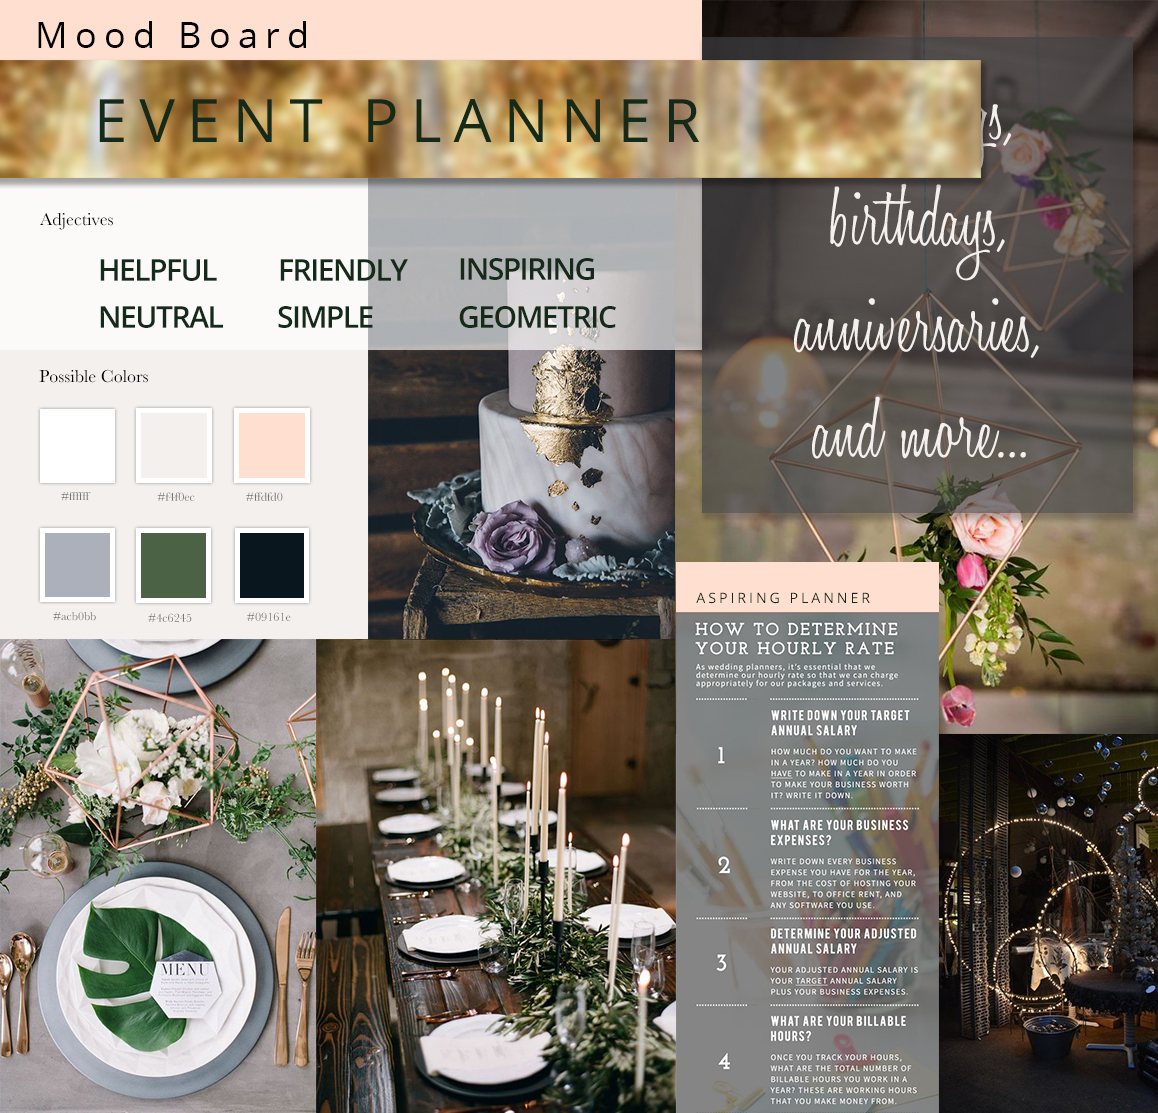 Mood Board
EVENT PLANNER
Adjectives
HELPFUL FRIENDLY INSPIRING
NEUTRAL SIMPLE GEOMETRIC
Possible Colors
#ffffff #f4f0ec #ffdfd0
#acb0bb #4c6245 #09161e
birthdays,
anniversaries,
and more...
ASPIRING PLANNER
HOW TO DETERMINE
YOUR HOURLY RATE
As wedding planners, it's essential that we
determine our hourly rate so that we can charge
appropriately for our packages and services.
1
WRITE DOWN YOUR TARGET
ANNUAL SALARY
HOW MUCH DO YOU WANT TO MAKE
IN A YEAR? HOW MUCH DO YOU
HAVE TO MAKE IN A YEAR IN ORDER
TO MAKE YOUR BUSINESS WORTH
IT? WRITE IT DOWN.
2
WHAT ARE YOUR BUSINESS
EXPENSES?
WRITE DOWN EVERY BUSINESS
EXPENSE YOU HAVE FOR THE YEAR,
FROM THE COST OF HOSTING YOUR
WEBSITE, TO OFFICE RENT, AND
ANY SOFTWARE YOU USE.
3
DETERMINE YOUR ADJUSTED
ANNUAL SALARY
YOUR ADJUSTED ANNUAL SALARY IS
YOUR TARGET ANNUAL SALARY
PLUS YOUR BUSINESS EXPENSES.
4
WHAT ARE YOUR BILLABLE
HOURS?
ONCE YOU TRACK YOUR HOURS,
WHAT ARE THE TOTAL NUMBER OF
BILLABLE HOURS YOU WORK IN A
YEAR? THESE ARE WORKING HOURS
THAT YOU MAKE MONEY FROM.
MENU